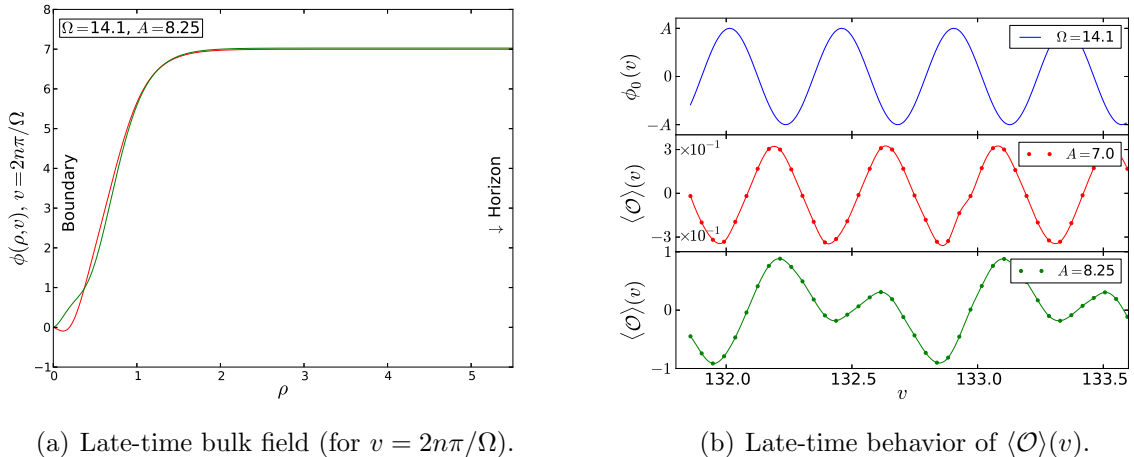 Ω=14.1, A=8.25
7
6
5
4
3
2
1
0
−1
ϕ(ρ,v), v=2nπ/Ω
Boundary
↓ Horizon
0 1 2 3 4 5
ρ
(a) Late-time bulk field (for v = 2nπ/Ω).
A
0
−A
ϕ₀(v)
Ω=14.1
3 ×10⁻¹
0
−3 ×10⁻¹
⟨O⟩(v)
A=7.0
1
0
−1
⟨O⟩(v)
A=8.25
132.0 132.5 133.0 133.5
v
(b) Late-time behavior of ⟨O⟩(v).